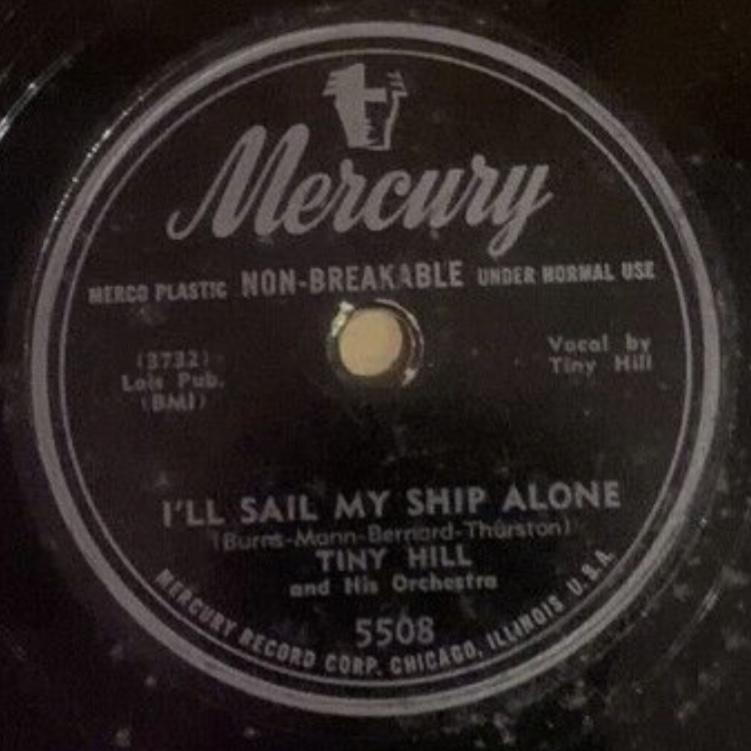 Mercury
MERCO PLASTIC NON-BREAKABLE UNDER NORMAL USE
(3732)
Lois Pub.
(BMI)
Vocal by
Tiny Hill
I'LL SAIL MY SHIP ALONE
(Burns-Mann-Bernard-Thurston)
TINY HILL
and His Orchestra
5508
MERCURY RECORD CORP. CHICAGO, ILLINOIS U.S.A.